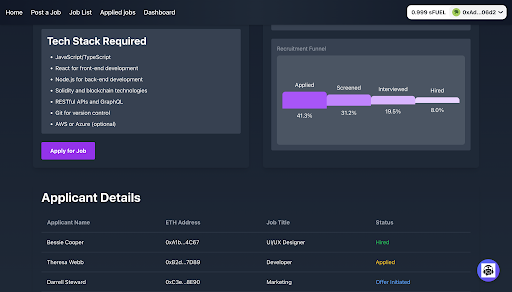 Home Post a Job Job List Applied jobs Dashboard 0.999 sFUEL 0xAd...06d2
Tech Stack Required
JavaScript/TypeScript
React for front-end development
Node.js for back-end development
Solidity and blockchain technologies
RESTful APIs and GraphQL
Git for version control
AWS or Azure (optional)
Apply for Job
Recruitment Funnel
Applied Screened Interviewed Hired
41.3% 31.2% 19.5% 8.0%
Applicant Details
Applicant Name ETH Address Job Title Status
Bessie Cooper 0xA1b...4C67 UI/UX Designer Hired
Theresa Webb 0xB2d...7D89 Developer Applied
Darrell Steward 0xC3e...8E90 Marketing Offer Initiated